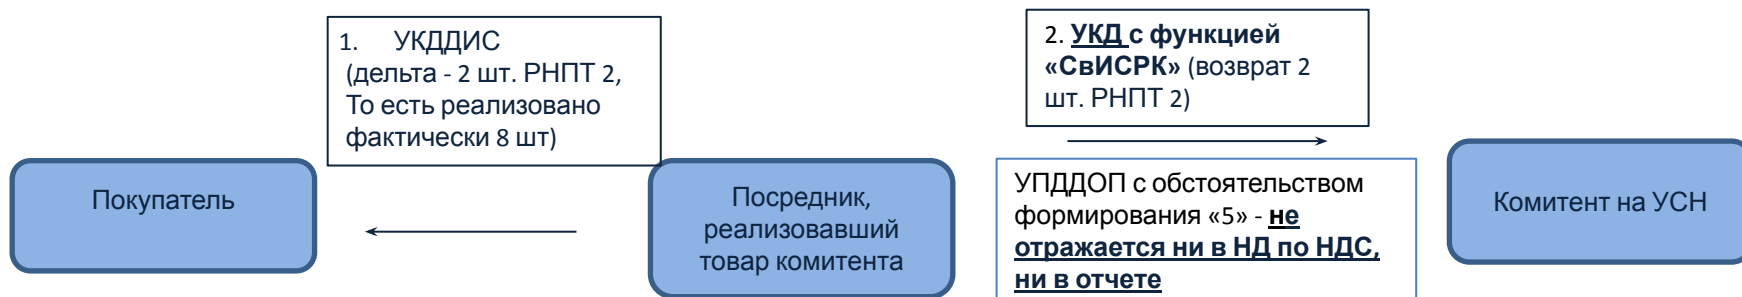 1. УКДДИС
(дельта - 2 шт. РНПТ 2,
То есть реализовано
фактически 8 шт)
2. УКД с функцией
«СвИСРК» (возврат 2
шт. РНПТ 2)
Покупатель
Посредник,
реализовавший
товар комитента
УПДДОП с обстоятельством
формирования «5» - не
отражается ни в НД по НДС,
ни в отчете
Комитент на УСН